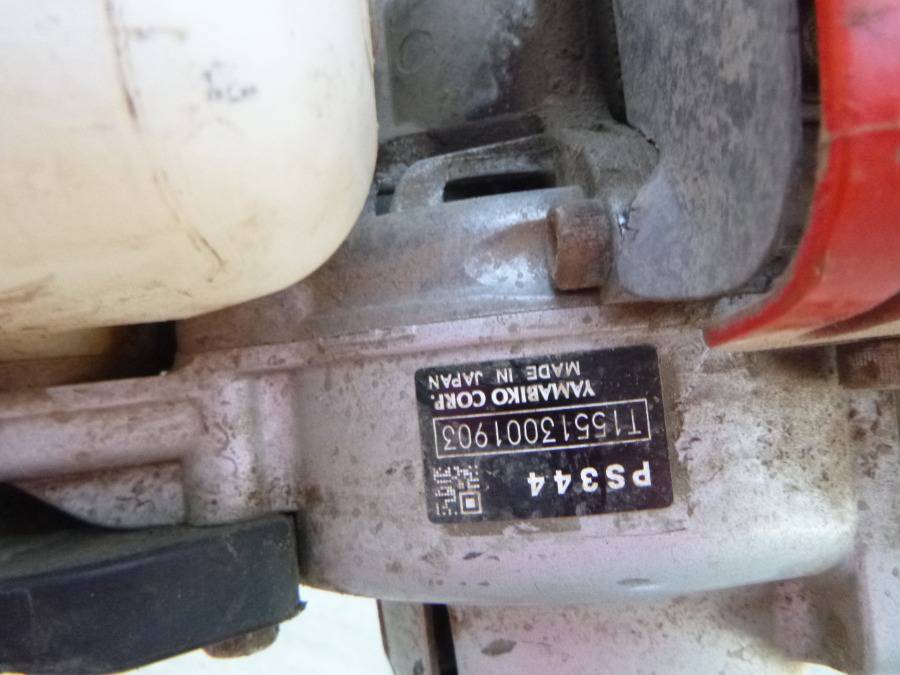 PS344
T15513001903
YAMABIKO CORP.
MADE IN JAPAN